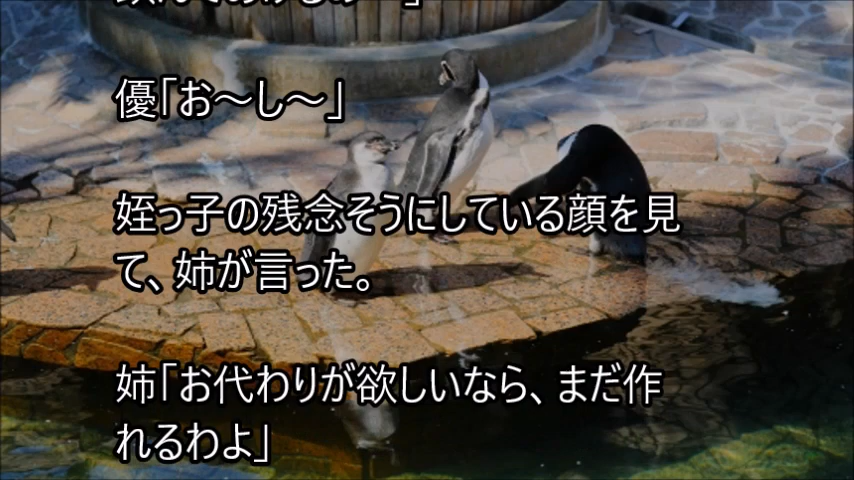 優「お～し～」
姪っ子の残念そうにしている顔を見
て、姉が言った。
姉「お代わりが欲しいなら、まだ作
れるわよ」